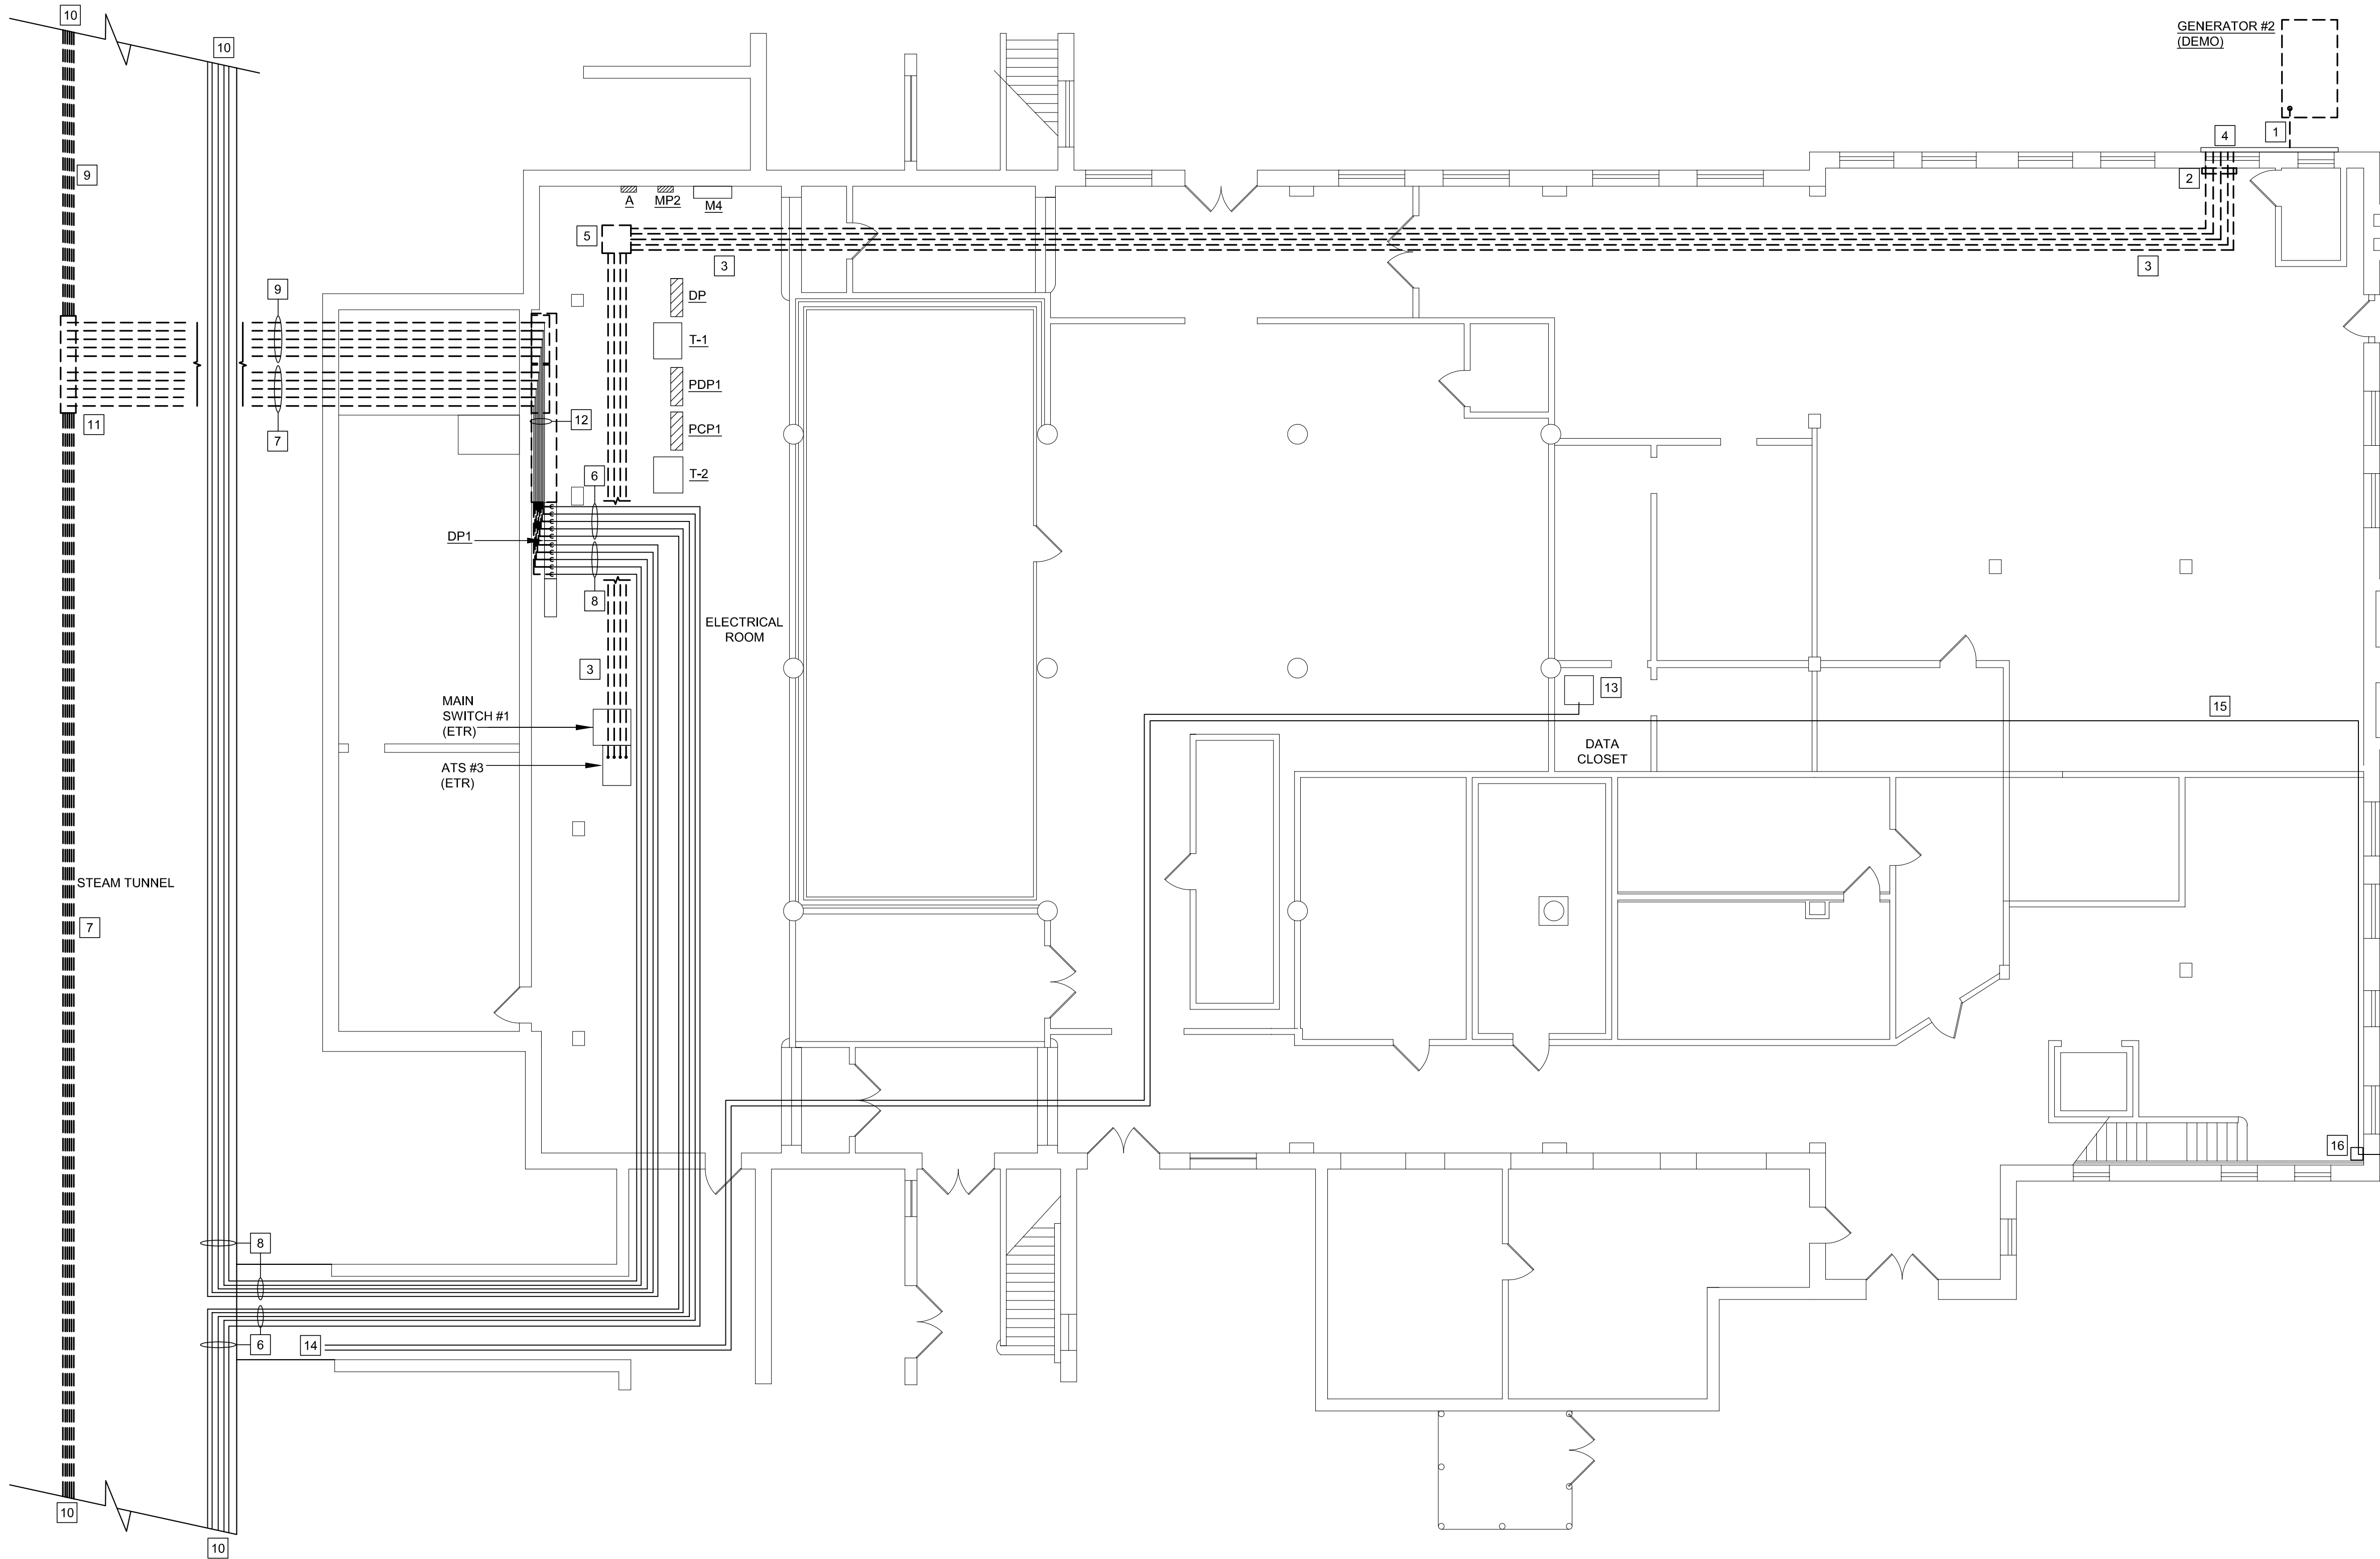 10
10
GENERATOR #2
(DEMO)
1
4
2
9
A
MP2
M4
5
3
3
9
DP
T-1
PDP1
PCP1
T-2
11
7
12
6
DP1
8
ELECTRICAL
ROOM
3
13
MAIN
SWITCH #1
(ETR)
15
DATA
CLOSET
ATS #3
(ETR)
STEAM TUNNEL
7
16
8
6
14
10
10